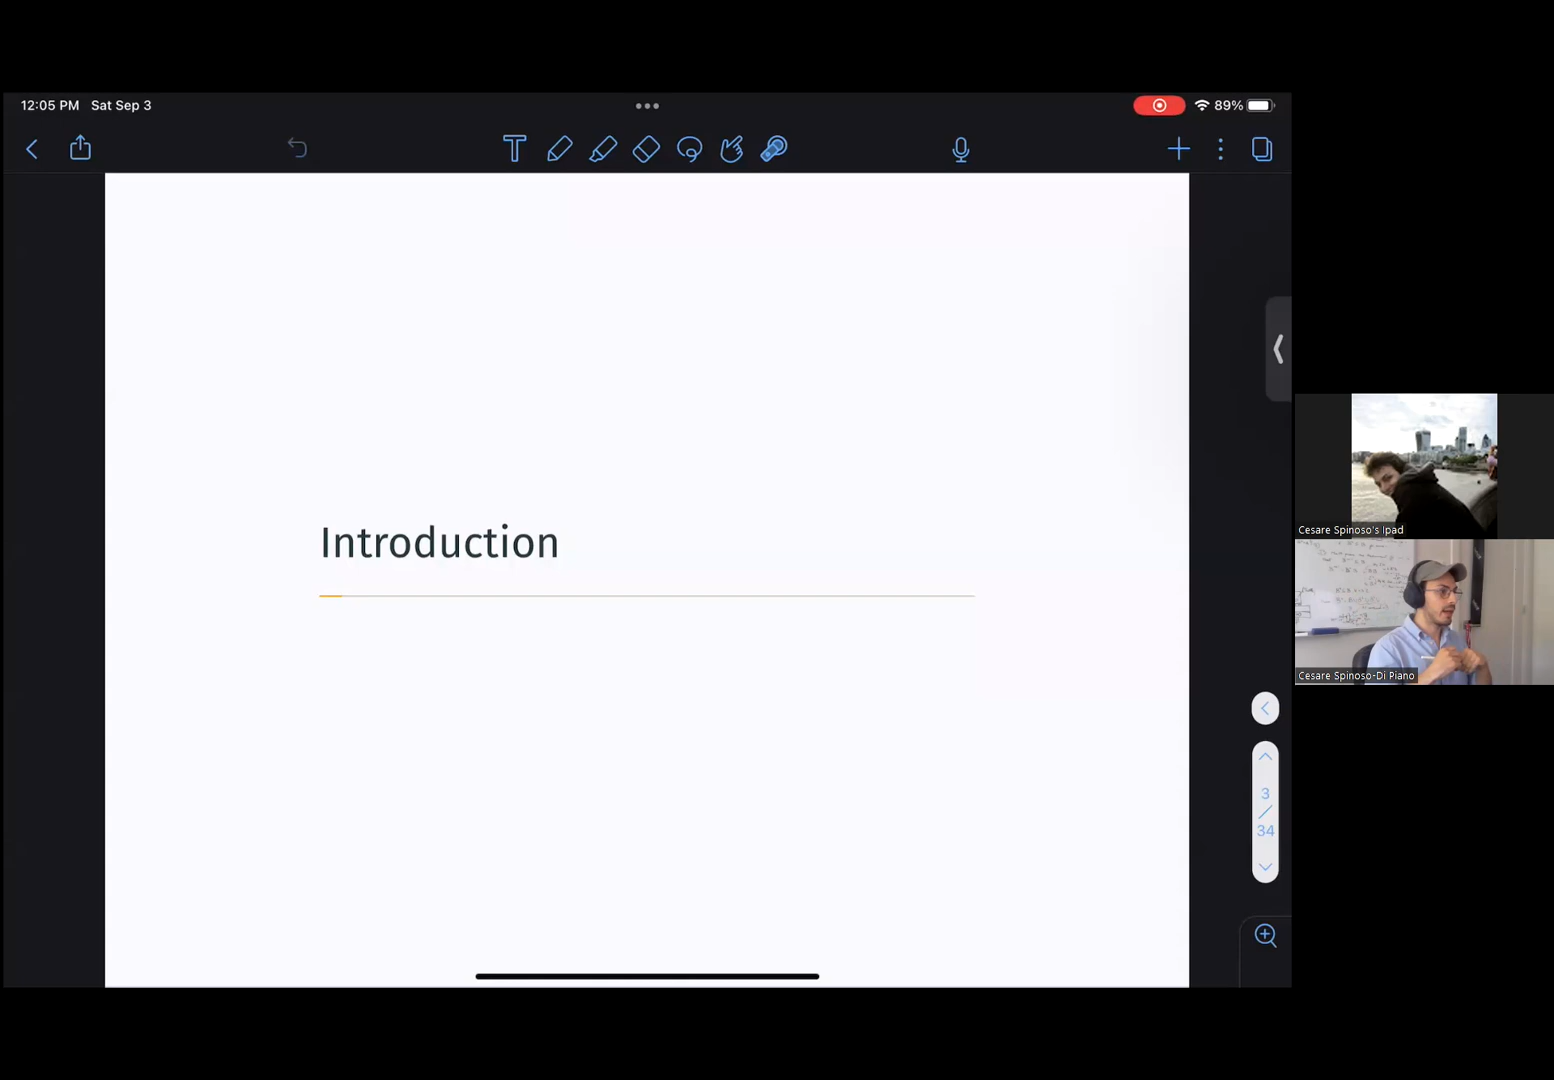 12:05 PM Sat Sep 3
89%
Introduction
3
/
34
Cesare Spinoso's Ipad
Cesare Spinoso-Di Piano